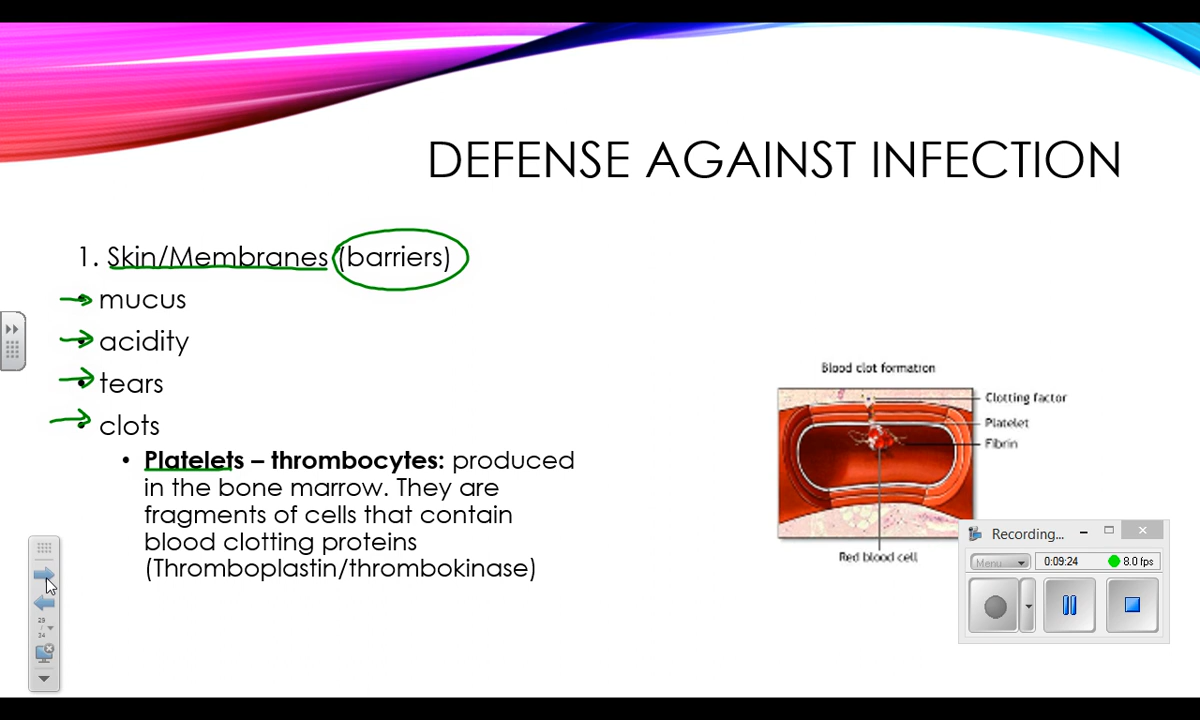 DEFENSE AGAINST INFECTION
1. Skin/Membranes (barriers)
mucus
acidity
tears
clots
• Platelets – thrombocytes: produced
in the bone marrow. They are
fragments of cells that contain
blood clotting proteins
(Thromboplastin/thrombokinase)
Blood clot formation
Clotting factor
Platelet
Fibrin
Red blood cell
Recording...
Menu
0:09:24
8.0 fps
29
/
24